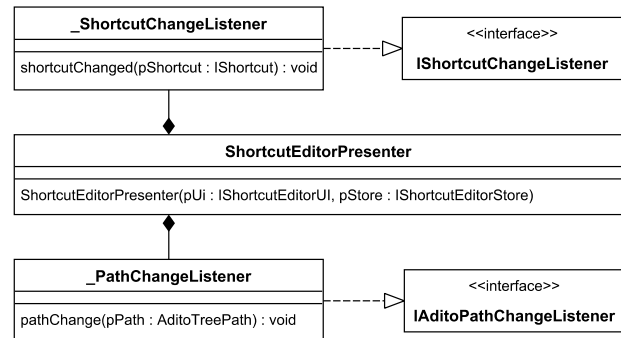 _ShortcutChangeListener
shortcutChanged(pShortcut : IShortcut) : void
<<interface>>
IShortcutChangeListener
ShortcutEditorPresenter
ShortcutEditorPresenter(pUi : IShortcutEditorUI, pStore : IShortcutEditorStore)
_PathChangeListener
pathChange(pPath : AditoTreePath) : void
<<interface>>
IAditoPathChangeListener